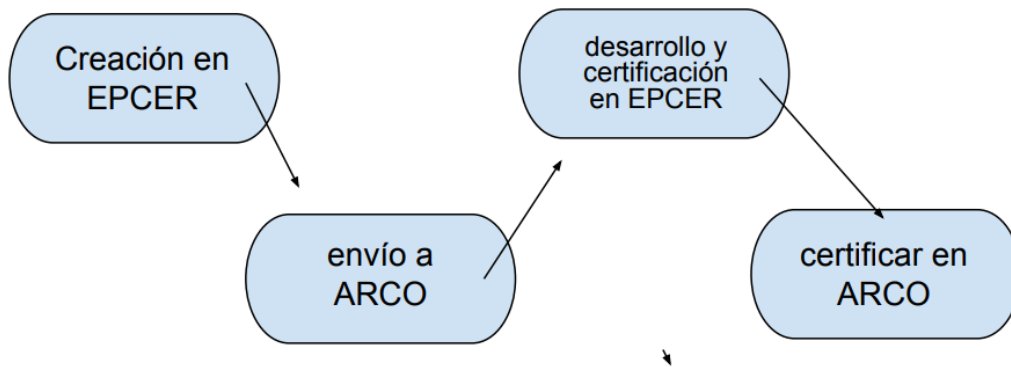 Creación en
EPCER
envío a
ARCO
desarrollo y
certificación
en EPCER
certificar en
ARCO